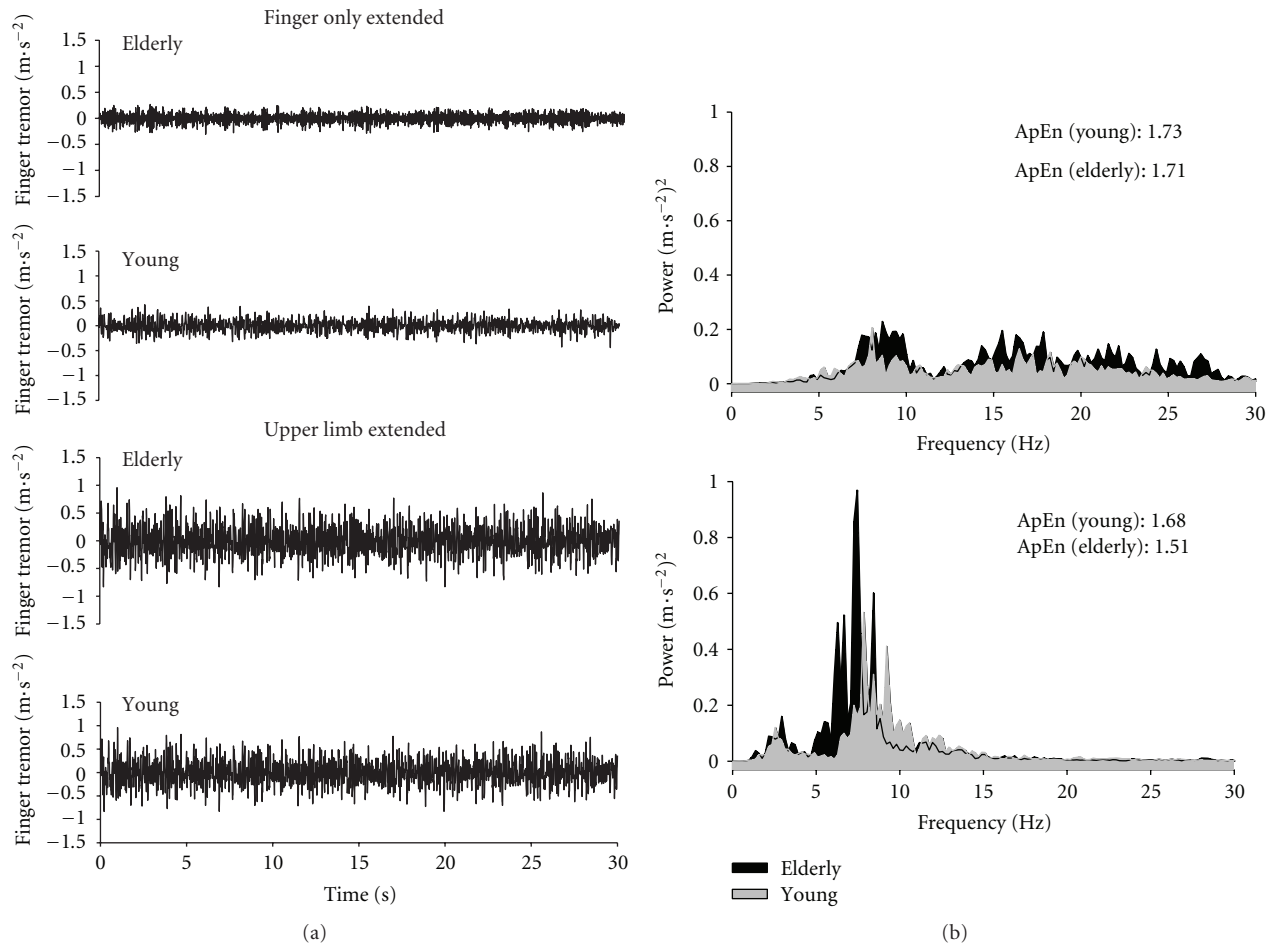 Finger only extended
Finger tremor (m·s⁻²)
1.5
1
0.5
0
−0.5
−1
−1.5
Elderly
Finger tremor (m·s⁻²)
1.5
1
0.5
0
−0.5
−1
−1.5
Young
Upper limb extended
Finger tremor (m·s⁻²)
1.5
1
0.5
0
−0.5
−1
−1.5
Elderly
Finger tremor (m·s⁻²)
1.5
1
0.5
0
−0.5
−1
−1.5
Young
0 5 10 15 20 25 30
Time (s)
(a)
Power (m·s⁻²)²
1
0.8
0.6
0.4
0.2
0
ApEn (young): 1.73
ApEn (elderly): 1.71
0 5 10 15 20 25 30
Frequency (Hz)
Power (m·s⁻²)²
1
0.8
0.6
0.4
0.2
0
ApEn (young): 1.68
ApEn (elderly): 1.51
0 5 10 15 20 25 30
Frequency (Hz)
Elderly
Young
(b)